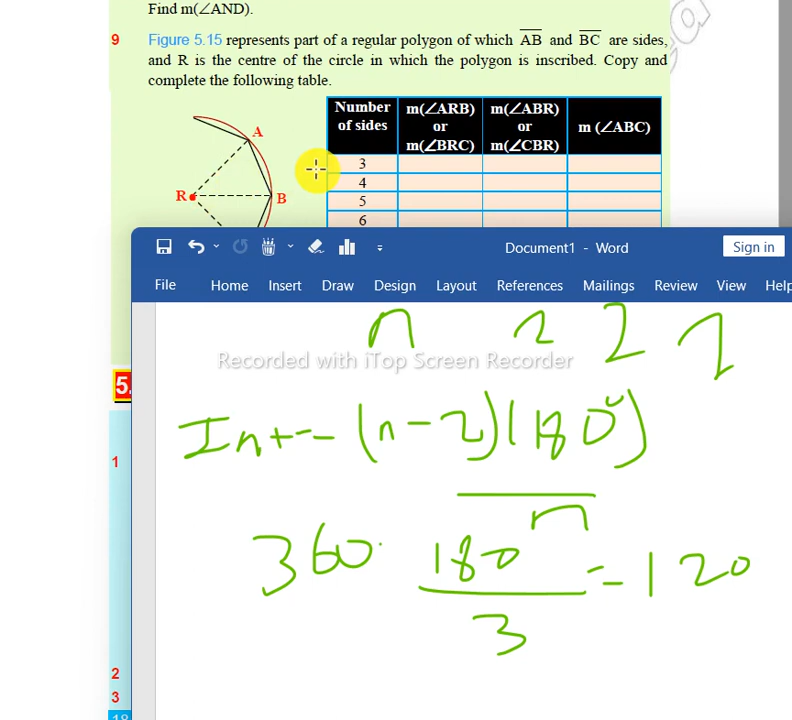 Find m(∠AND).
9 Figure 5.15 represents part of a regular polygon of which AB and BC are sides,
and R is the centre of the circle in which the polygon is inscribed. Copy and
complete the following table.
A
R
B
Number of sides m(∠ARB) or m(∠BRC) m(∠ABR) or m(∠CBR) m (∠ABC)
3
4
5
6
Document1 - Word Sign in
File Home Insert Draw Design Layout References Mailings Review View Help
n 2 2 2
Recorded with iTop Screen Recorder
Int-- (n-2)(180°)
n
360. 180 = 120
3
5.
1
2
3
18